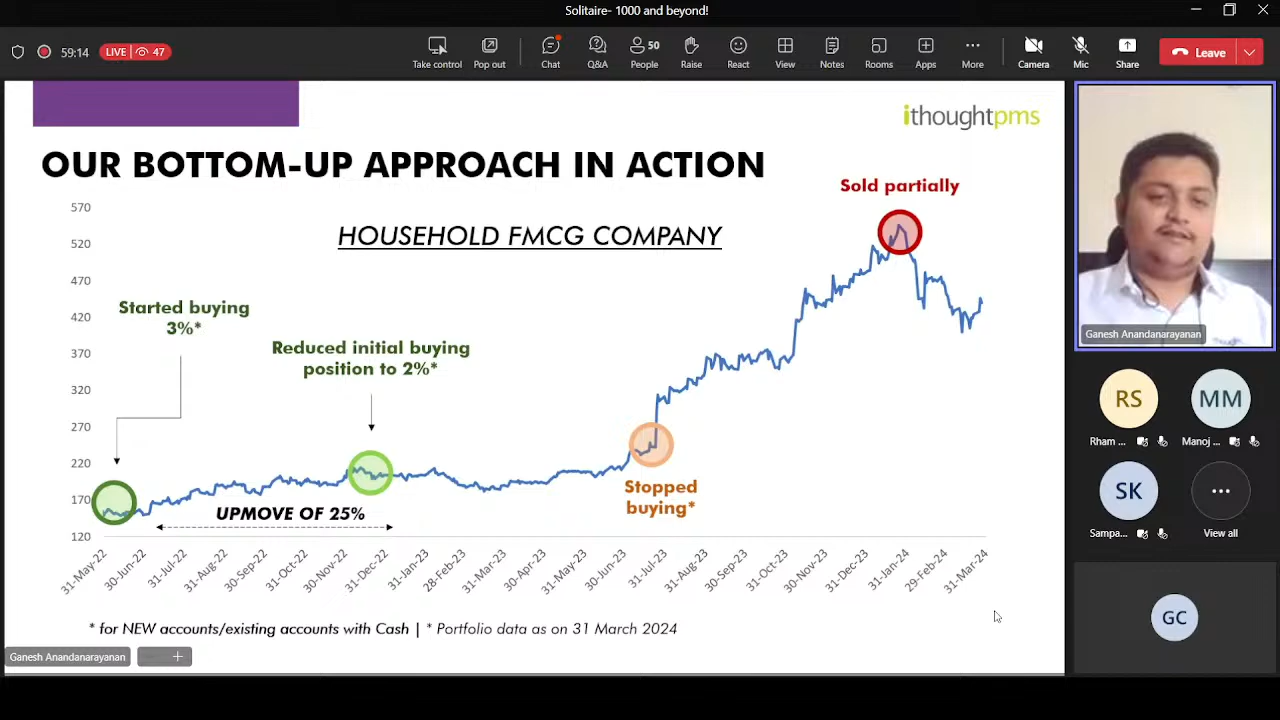 Solitaire- 1000 and beyond!
59:14 LIVE 47
Take control Pop out Chat Q&A 50 People Raise React View Notes Rooms Apps More Camera Mic Share Leave
ithoughtpms
OUR BOTTOM-UP APPROACH IN ACTION
Sold partially
HOUSEHOLD FMCG COMPANY
570
520
470
420
370
320
270
220
170
120
Started buying
3%*
Reduced initial buying
position to 2%*
Stopped
buying*
UPMOVE OF 25%
31-May-22
30-Jun-22
31-Jul-22
31-Aug-22
30-Sep-22
31-Oct-22
30-Nov-22
31-Dec-22
31-Jan-23
28-Feb-23
31-Mar-23
30-Apr-23
31-May-23
30-Jun-23
31-Jul-23
31-Aug-23
30-Sep-23
31-Oct-23
30-Nov-23
31-Dec-23
31-Jan-24
29-Feb-24
31-Mar-24
* for NEW accounts/existing accounts with Cash | * Portfolio data as on 31 March 2024
Ganesh Anandanarayanan
Ganesh Anandanarayanan
RS
Rham ...
MM
Manoj ...
SK
Sampa...
View all
GC